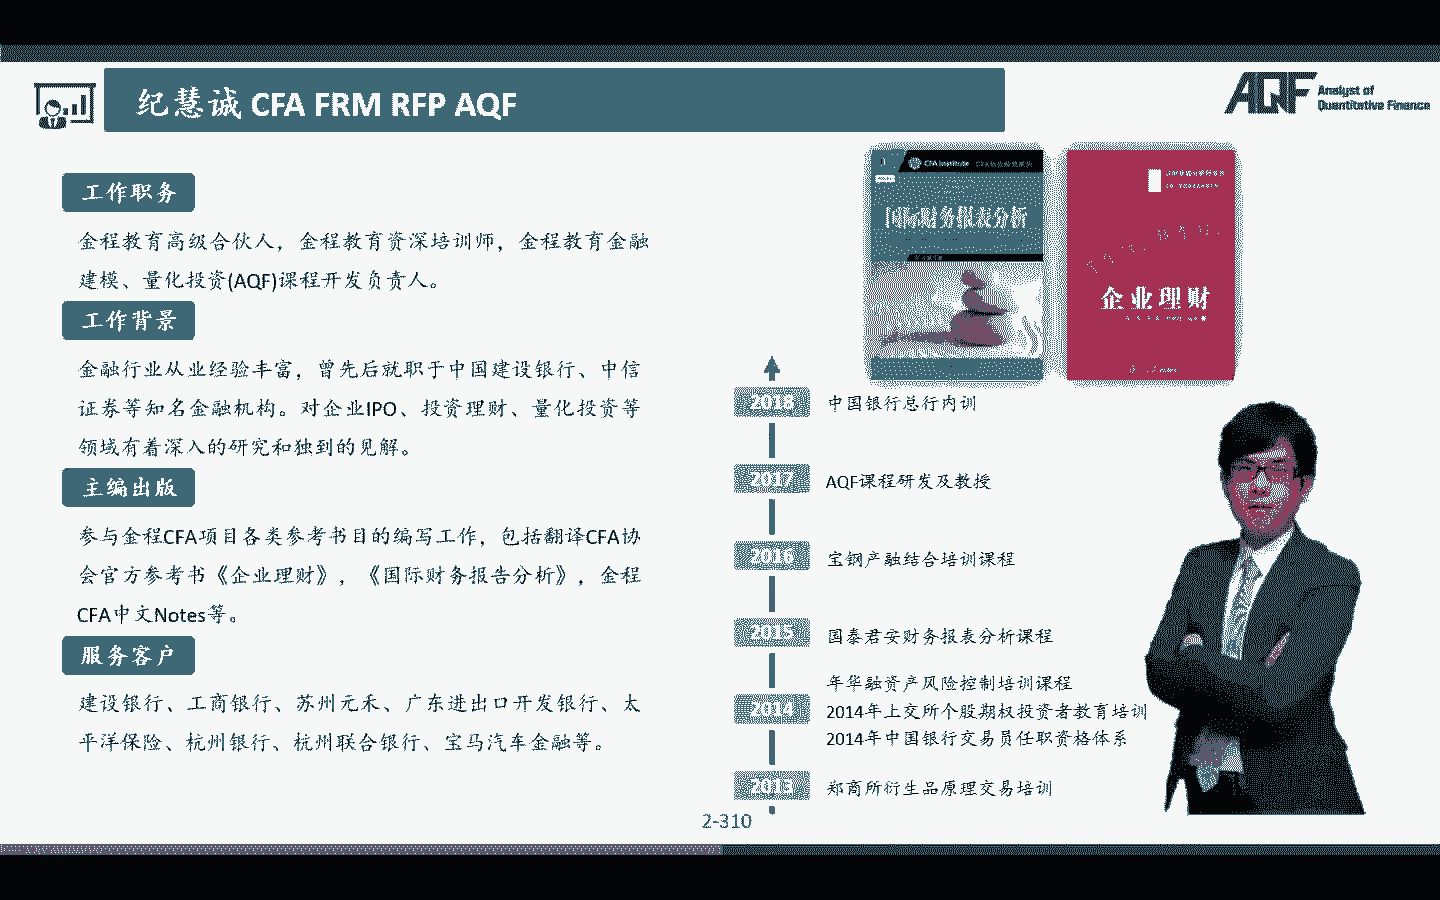 纪慧诚 CFA FRM RFP AQF
AQF Analyst of
Quantitative Finance
工作职务
金程教育高级合伙人，金程教育资深培训师，金程教育金融
建模、量化投资(AQF)课程开发负责人。
工作背景
金融行业从业经验丰富，曾先后就职于中国建设银行、中信
证券等知名金融机构。对企业IPO、投资理财、量化投资等
领域有着深入的研究和独到的见解。
主编出版
参与金程CFA项目各类参考书目的编写工作，包括翻译CFA协
会官方参考书《企业理财》，《国际财务报告分析》，金程
CFA中文Notes等。
服务客户
建设银行、工商银行、苏州元禾、广东进出口开发银行、太
平洋保险、杭州银行、杭州联合银行、宝马汽车金融等。
CFA Institute
国际财务报表分析
企业理财
2018 中国银行总行内训
2017 AQF课程研发及教授
2016 宝钢产融结合培训课程
2015 国泰君安财务报表分析课程
年华融资产风险控制培训课程
2014 2014年上交所个股期权投资者教育培训
2014年中国银行交易员任职资格体系
2013 郑商所衍生品原理交易培训
2-310